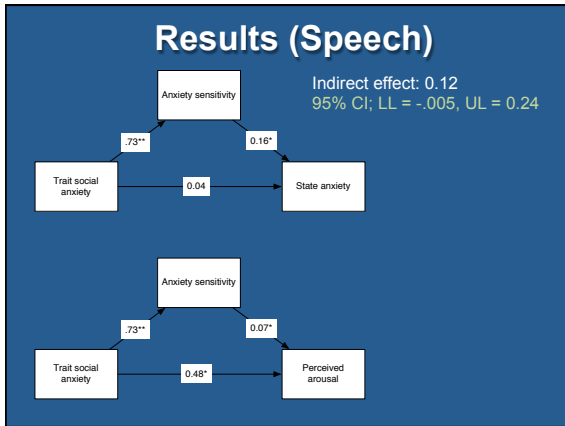 Results (Speech)
Indirect effect: 0.12
95% CI; LL = -.005, UL = 0.24
Anxiety sensitivity
.73**
0.16*
Trait social
anxiety
0.04
State anxiety
Anxiety sensitivity
.73**
0.07*
Trait social
anxiety
0.48*
Perceived
arousal